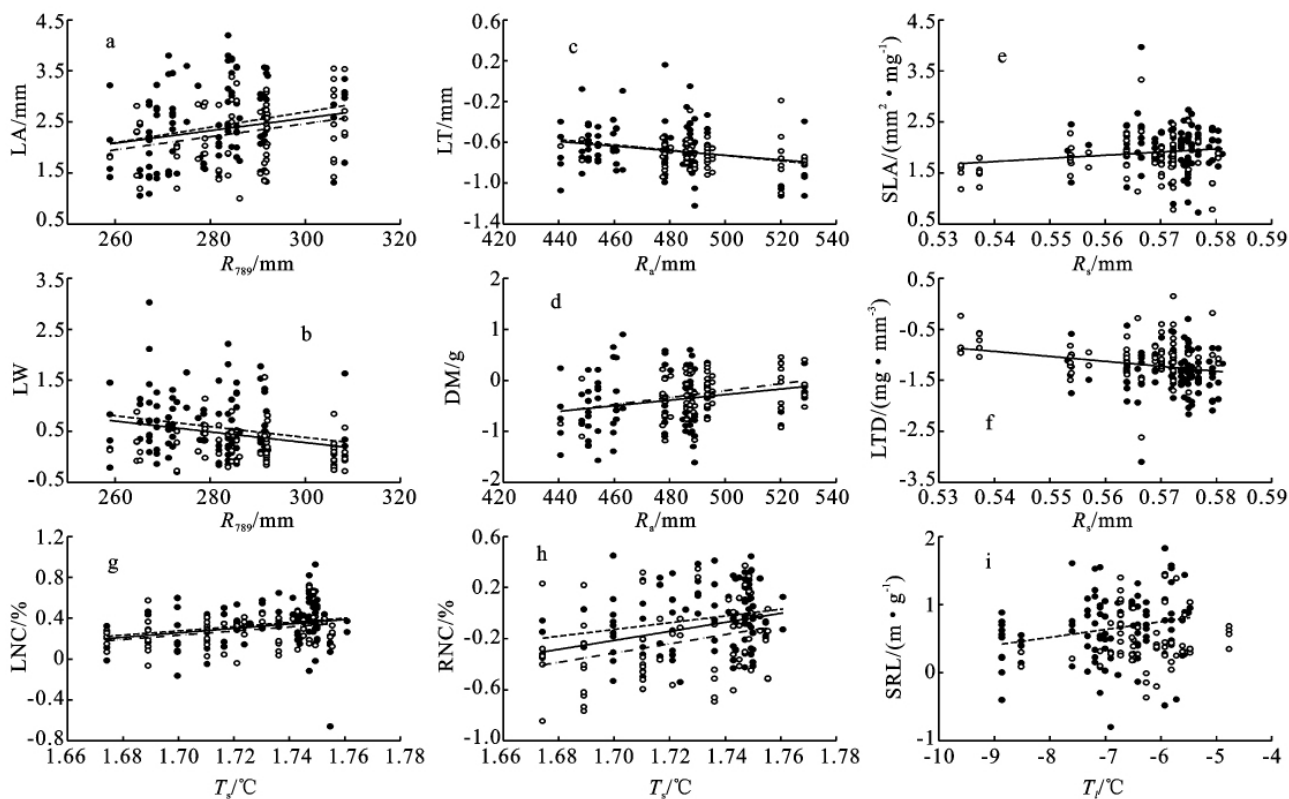 a
LA/mm
4.5
3.5
2.5
1.5
0.5
260 280 300 320
R789/mm
c
LT/mm
0.6
0.2
-0.2
-0.6
-1.0
-1.4
420 440 460 480 500 520 540
Ra/mm
e
SLA/(mm²·mg-1)
4.5
3.5
2.5
1.5
0.5
0.53 0.54 0.55 0.56 0.57 0.58 0.59
Rs/mm
b
LW
3.5
2.5
1.5
0.5
-0.5
260 280 300 320
R789/mm
d
DM/g
2
1
0
-1
-2
420 440 460 480 500 520 540
Ra/mm
f
LTD/(mg·mm-3)
0.5
-0.5
-1.5
-2.5
-3.5
0.53 0.54 0.55 0.56 0.57 0.58 0.59
Rs/mm
g
LNC/%
1.2
0.8
0.4
0
-0.4
-0.8
1.66 1.68 1.70 1.72 1.74 1.76 1.78
Ts/℃
h
RNC/%
0.6
0.2
-0.2
-0.6
-1.0
1.66 1.68 1.70 1.72 1.74 1.76 1.78
Ts/℃
i
SRL/(m·g-1)
2
1
0
-1
-10 -9 -8 -7 -6 -5 -4
Tl/℃